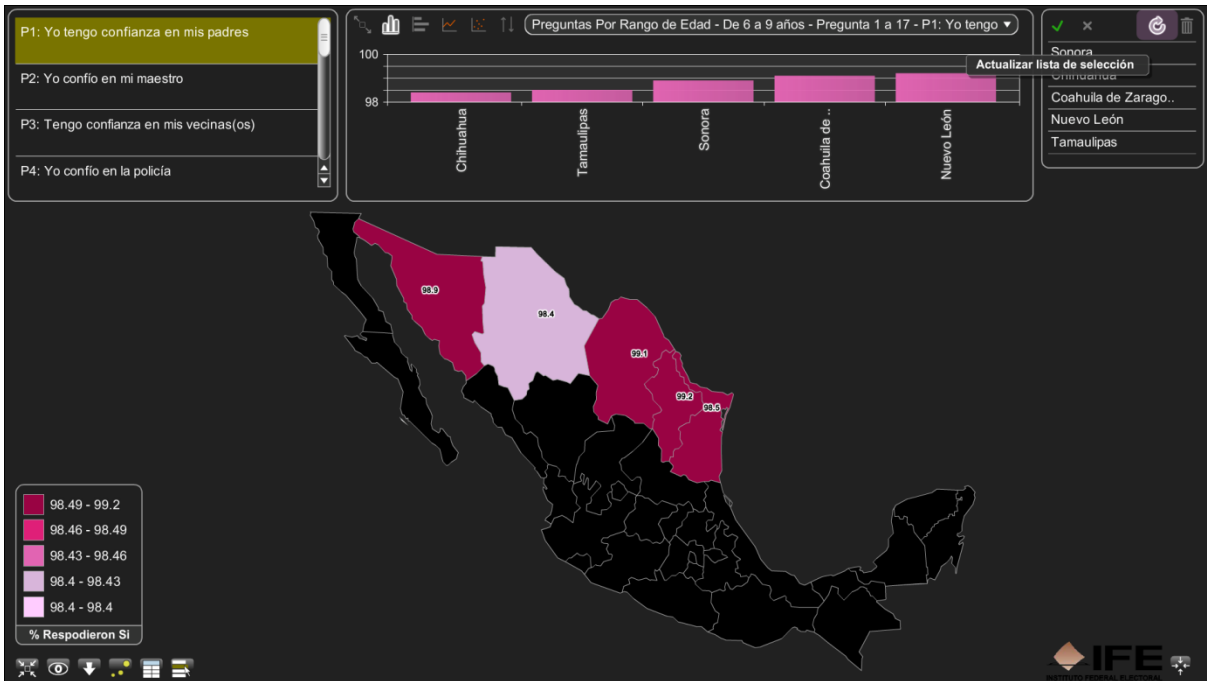 P1: Yo tengo confianza en mis padres
P2: Yo confío en mi maestro
P3: Tengo confianza en mis vecinas(os)
P4: Yo confío en la policía
Preguntas Por Rango de Edad - De 6 a 9 años - Pregunta 1 a 17 - P1: Yo tengo
100
98
Chihuahua
Tamaulipas
Sonora
Coahuila de ..
Nuevo León
Sonora
Actualizar lista de selección
Chihuahua
Coahuila de Zarago..
Nuevo León
Tamaulipas
98.9
98.4
99.1
99.2
98.5
98.49 - 99.2
98.46 - 98.49
98.43 - 98.46
98.4 - 98.43
98.4 - 98.4
% Respodieron Si
IFE
INSTITUTO FEDERAL ELECTORAL